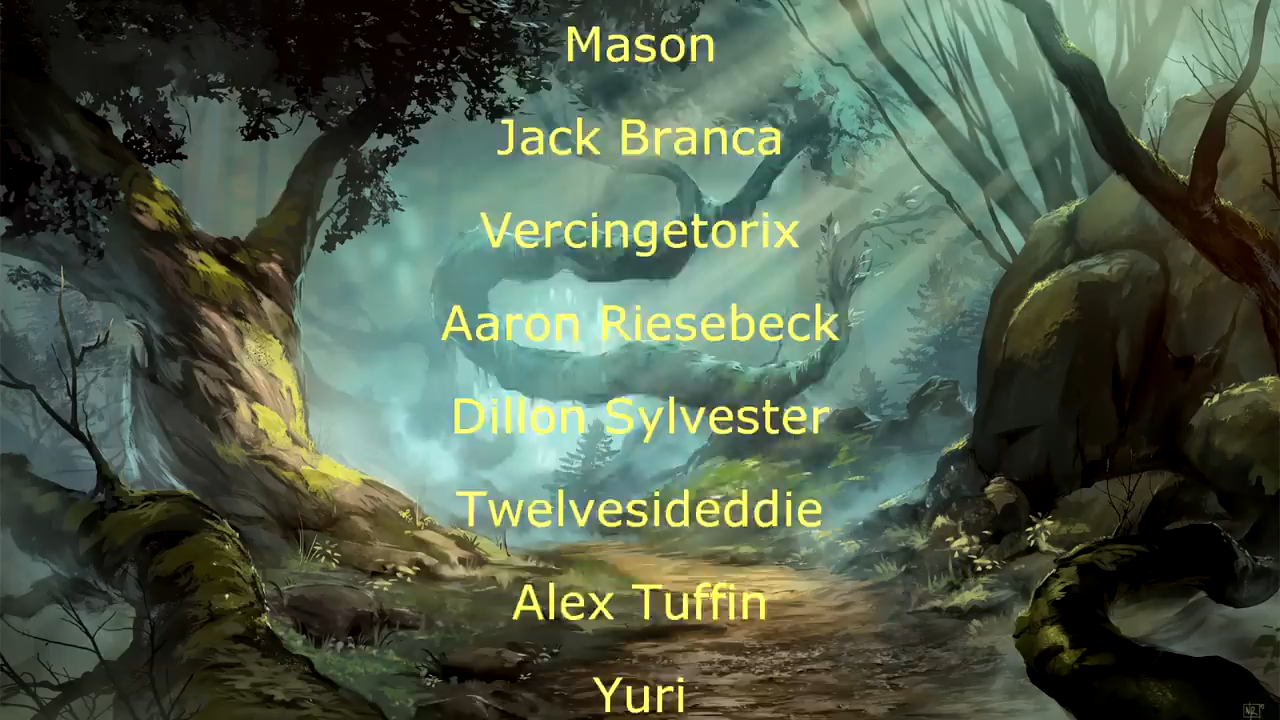 Mason
Jack Branca
Vercingetorix
Aaron Riesebeck
Dillon Sylvester
Twelvesideddie
Alex Tuffin
Yuri